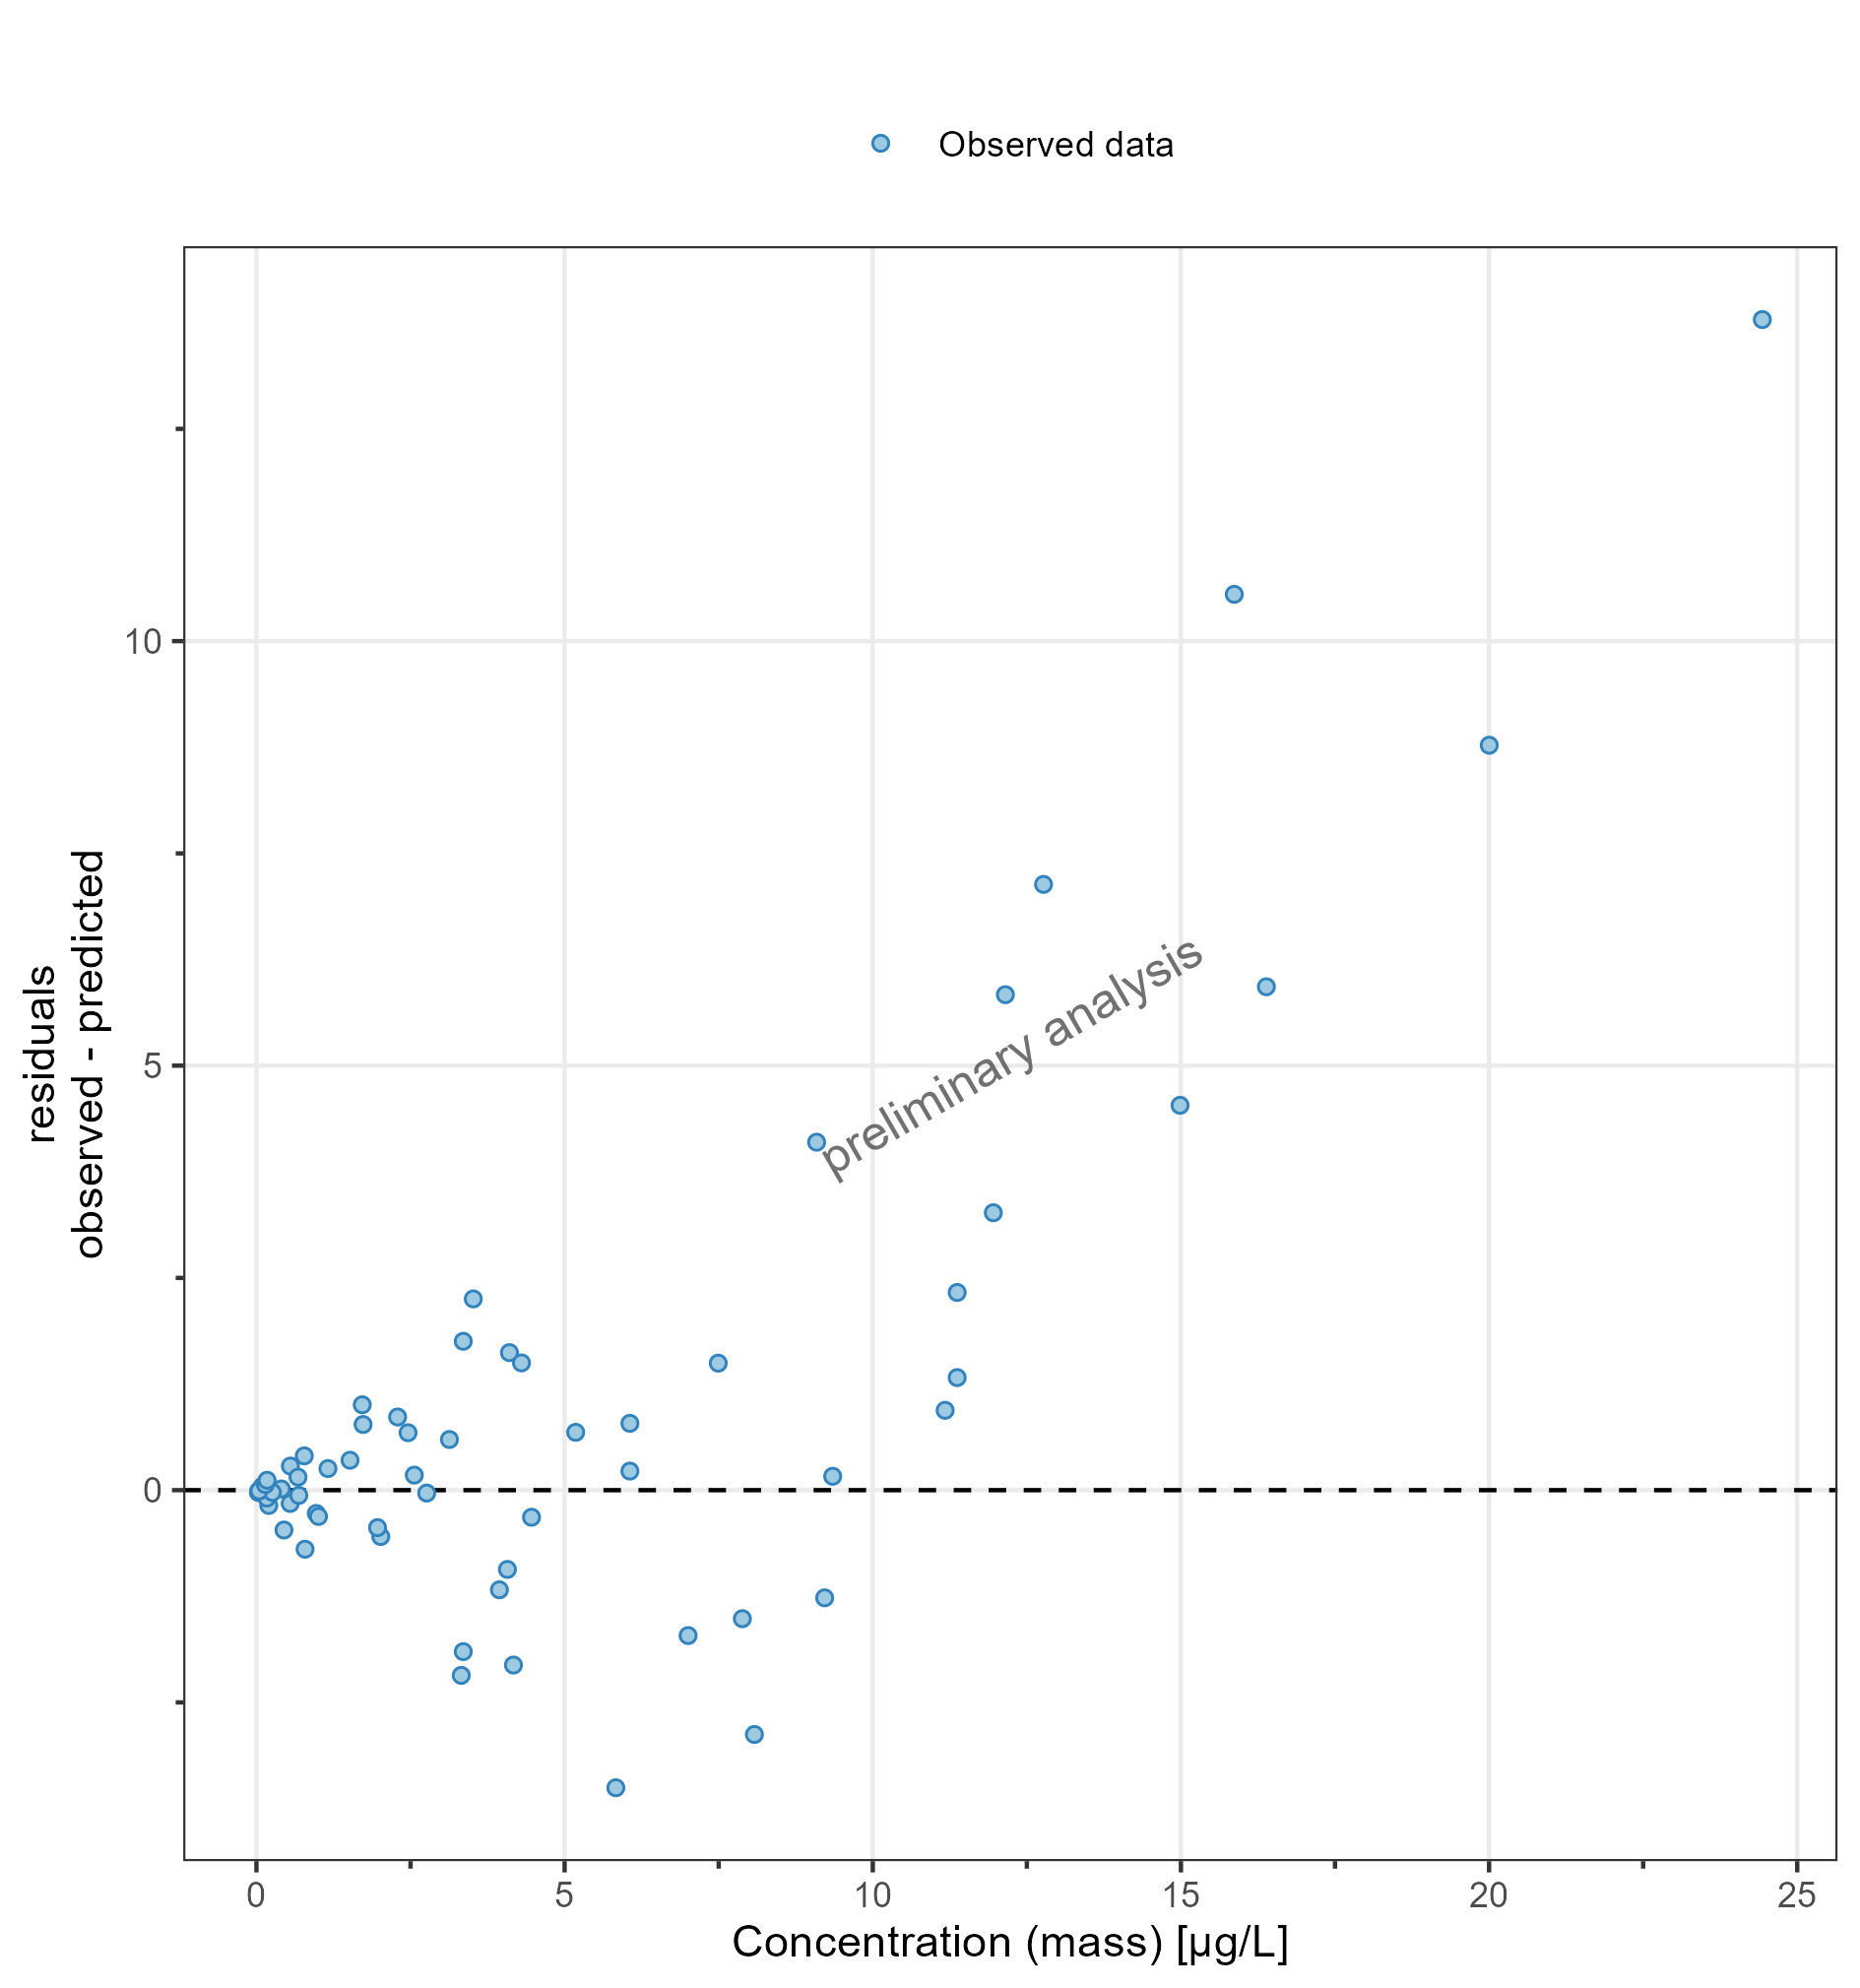 Observed data
residuals
observed - predicted
10
5
0
preliminary analysis
0 5 10 15 20 25
Concentration (mass) [µg/L]